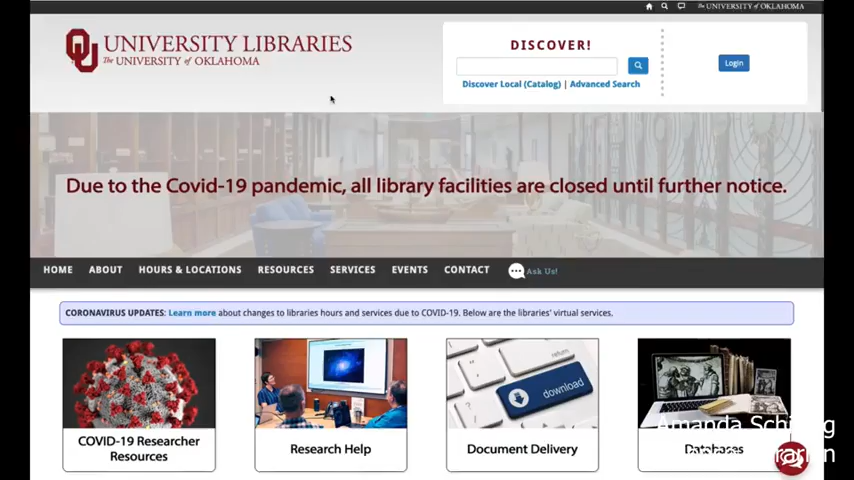 The UNIVERSITY of OKLAHOMA
UNIVERSITY LIBRARIES
The UNIVERSITY of OKLAHOMA
DISCOVER!
Login
Discover Local (Catalog) | Advanced Search
Due to the Covid-19 pandemic, all library facilities are closed until further notice.
HOME ABOUT HOURS & LOCATIONS RESOURCES SERVICES EVENTS CONTACT Ask Us!
CORONAVIRUS UPDATES: Learn more about changes to libraries hours and services due to COVID-19. Below are the libraries' virtual services.
return
download
COVID-19 Researcher
Resources
Research Help
Document Delivery
Databases
Amanda